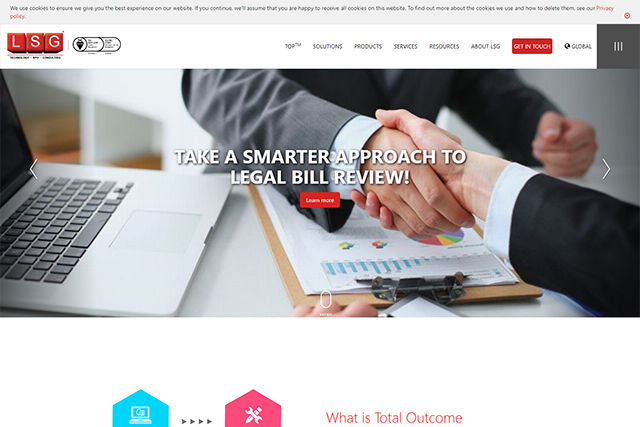 We use cookies to ensure we give you the best experience on our website. If you continue, we'll assume that you are happy to receive all cookies on this website. To find out more about the cookies we use and how to delete them, see our Privacy
policy.
LSG
TECHNOLOGY • BPO • CONSULTING
TOP™
SOLUTIONS
PRODUCTS
SERVICES
RESOURCES
ABOUT LSG
GET IN TOUCH
GLOBAL
TAKE A SMARTER APPROACH TO
LEGAL BILL REVIEW!
Learn more
What is Total Outcome